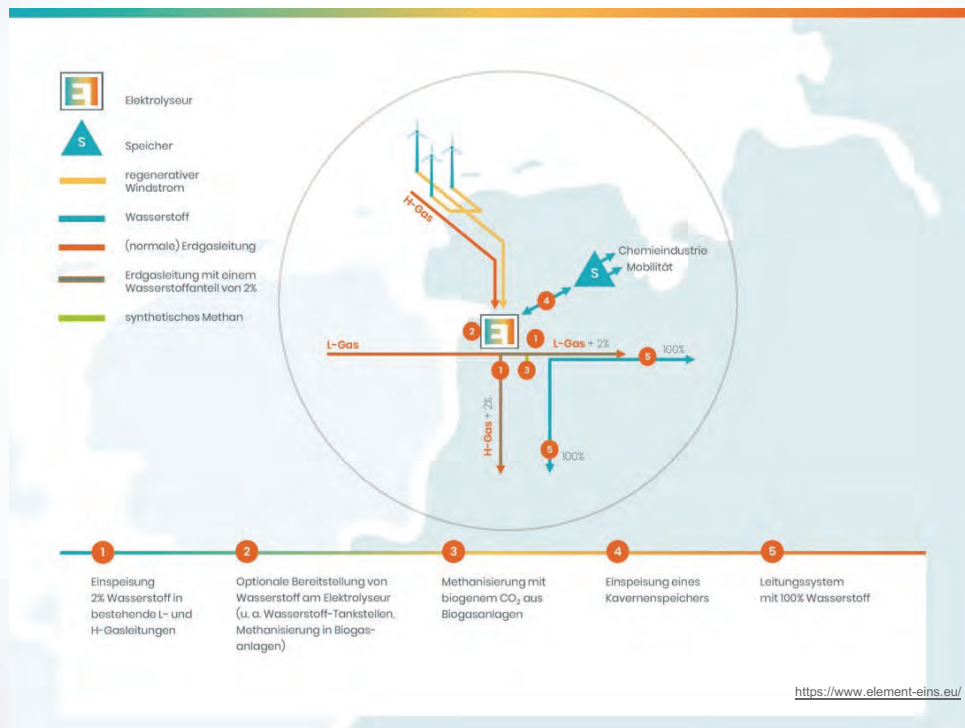 E1
Elektrolyseur
S
Speicher
regenerativer
Windstrom
Wasserstoff
(normale) Erdgasleitung
Erdgasleitung mit einem
Wasserstoffanteil von 2%
synthetisches Methan
H-Gas
S
Chemieindustrie
Mobilität
4
2
E1
1
L-Gas
L-Gas + 2%
5
100%
1
3
H-Gas + 2%
5
100%
1
Einspeisung
2% Wasserstoff in
bestehende L- und
H-Gasleitungen
2
Optionale Bereitstellung von
Wasserstoff am Elektrolyseur
(u. a. Wasserstoff-Tankstellen,
Methanisierung in Biogas-
anlagen)
3
Methanisierung mit
biogenem CO₂ aus
Biogasanlagen
4
Einspeisung eines
Kavernenspeichers
5
Leitungssystem
mit 100% Wasserstoff
https://www.element-eins.eu/